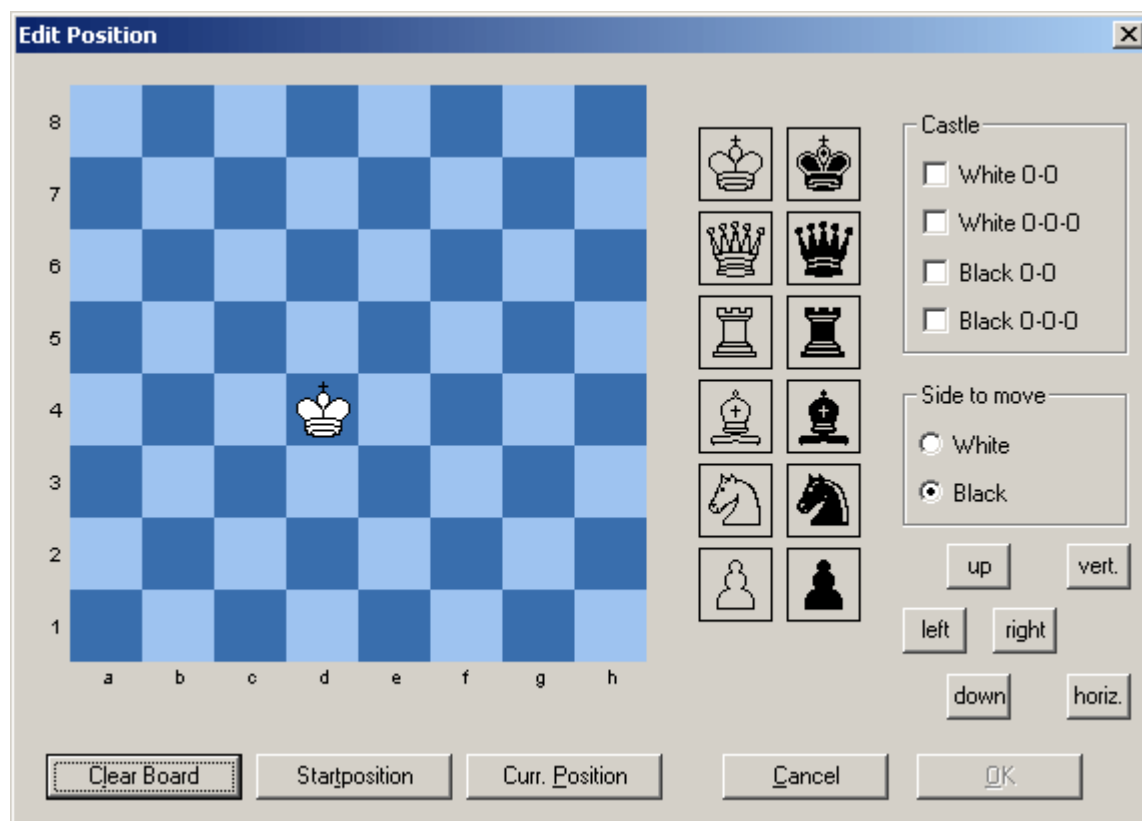 Edit Position
8
7
6
5
4
3
2
1
a b c d e f g h
Castle
White 0-0
White 0-0-0
Black 0-0
Black 0-0-0
Side to move
White
Black
up
vert.
left
right
down
horiz.
Clear Board
Startposition
Curr. Position
Cancel
OK